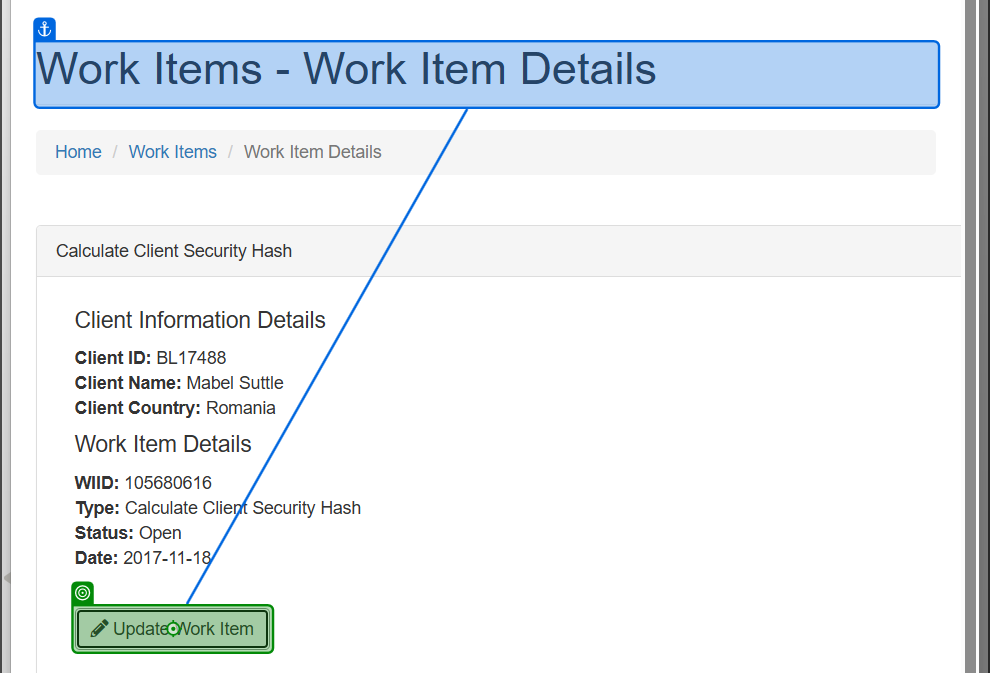 Work Items - Work Item Details
Home / Work Items / Work Item Details
Calculate Client Security Hash
Client Information Details
Client ID: BL17488
Client Name: Mabel Suttle
Client Country: Romania
Work Item Details
WIID: 105680616
Type: Calculate Client Security Hash
Status: Open
Date: 2017-11-18
Update Work Item